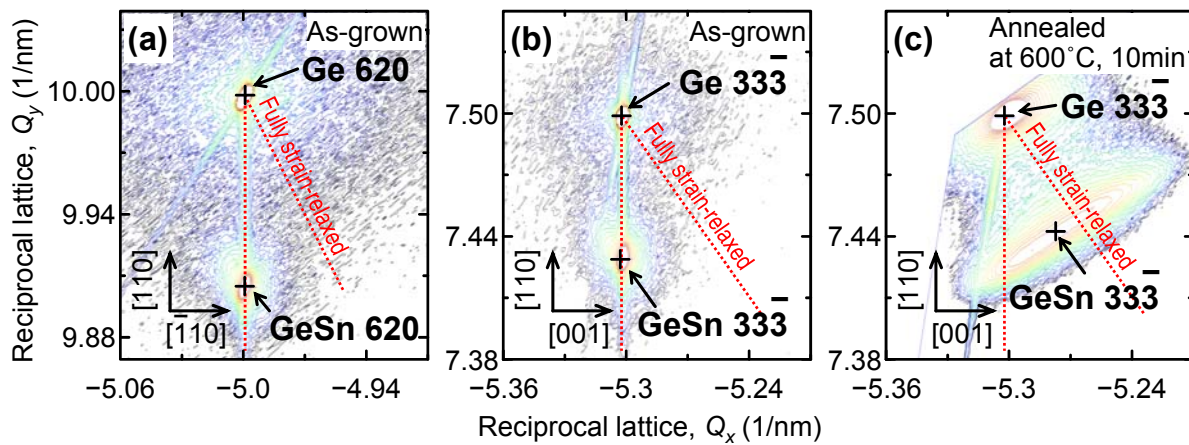 (a) As-grown
Ge 620
Fully strain-relaxed
GeSn 620
[110]
[1̅10]
10.00
9.94
9.88
−5.06 −5.0 −4.94
(b) As-grown
Ge 333̅
Fully strain-relaxed
GeSn 333̅
[110]
[001]
7.50
7.44
7.38
−5.36 −5.3 −5.24
(c) Annealed
at 600˚C, 10min
Ge 333̅
Fully strain-relaxed
GeSn 333̅
[110]
[001]
7.50
7.44
7.38
−5.36 −5.3 −5.24
Reciprocal lattice, Qy (1/nm)
Reciprocal lattice, Qx (1/nm)